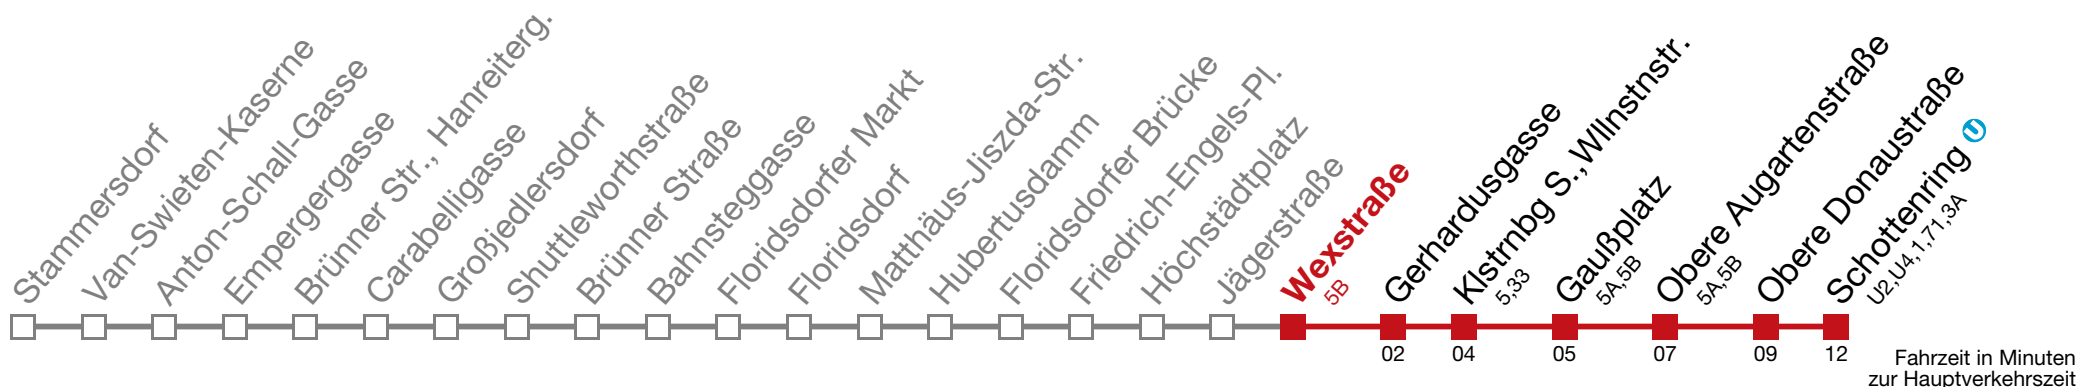 Stammersdorf
Van-Swieten-Kaserne
Anton-Schall-Gasse
Empergergasse
Brünner Str., Hanreiterg.
Carabelligasse
Großjedlersdorf
Shuttleworthstraße
Brünner Straße
Bahnsteggasse
Floridsdorfer Markt
Floridsdorf
Matthäus-Jiszda-Str.
Hubertusdamm
Floridsdorfer Brücke
Friedrich-Engels-Pl.
Höchstädtplatz
Jägerstraße
Wexstraße
5B
Gerhardusgasse
Klstrnbg S., Wllnstnstr.
5,33
Gaußplatz
5A,5B
Obere Augartenstraße
5A,5B
Obere Donaustraße
Schottenring U
U2,U4,1,71,3A
02 04 05 07 09 12
Fahrzeit in Minuten
zur Hauptverkehrszeit